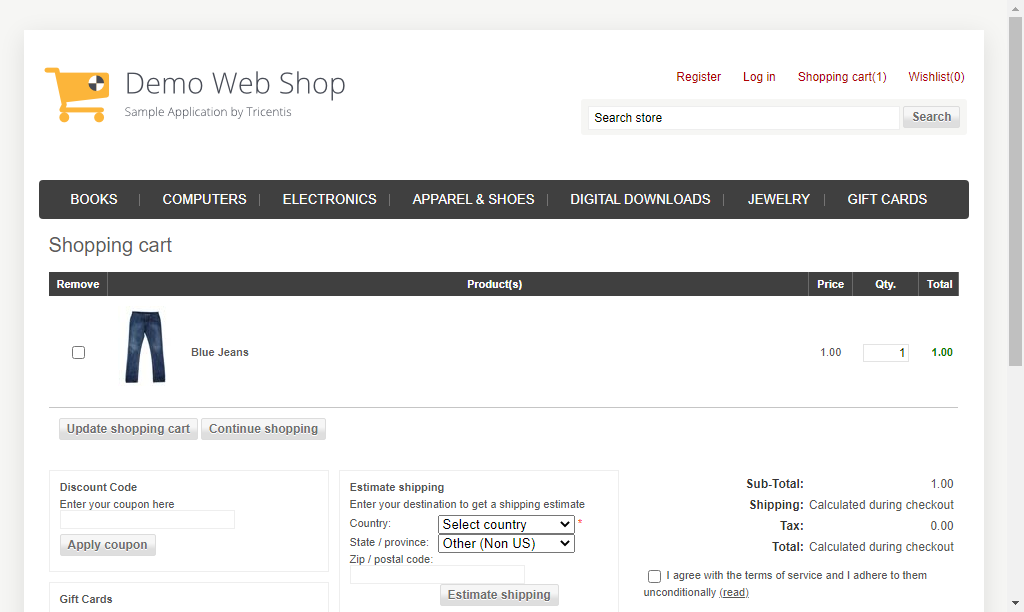 Demo Web Shop
Sample Application by Tricentis
Register Log in Shopping cart(1) Wishlist(0)
Search store Search
BOOKS COMPUTERS ELECTRONICS APPAREL & SHOES DIGITAL DOWNLOADS JEWELRY GIFT CARDS
Shopping cart
Remove Product(s) Price Qty. Total
Blue Jeans 1.00 1 1.00
Update shopping cart Continue shopping
Discount Code
Enter your coupon here
Apply coupon
Gift Cards
Estimate shipping
Enter your destination to get a shipping estimate
Country: Select country *
State / province: Other (Non US)
Zip / postal code:
Estimate shipping
Sub-Total: 1.00
Shipping: Calculated during checkout
Tax: 0.00
Total: Calculated during checkout
I agree with the terms of service and I adhere to them
unconditionally (read)